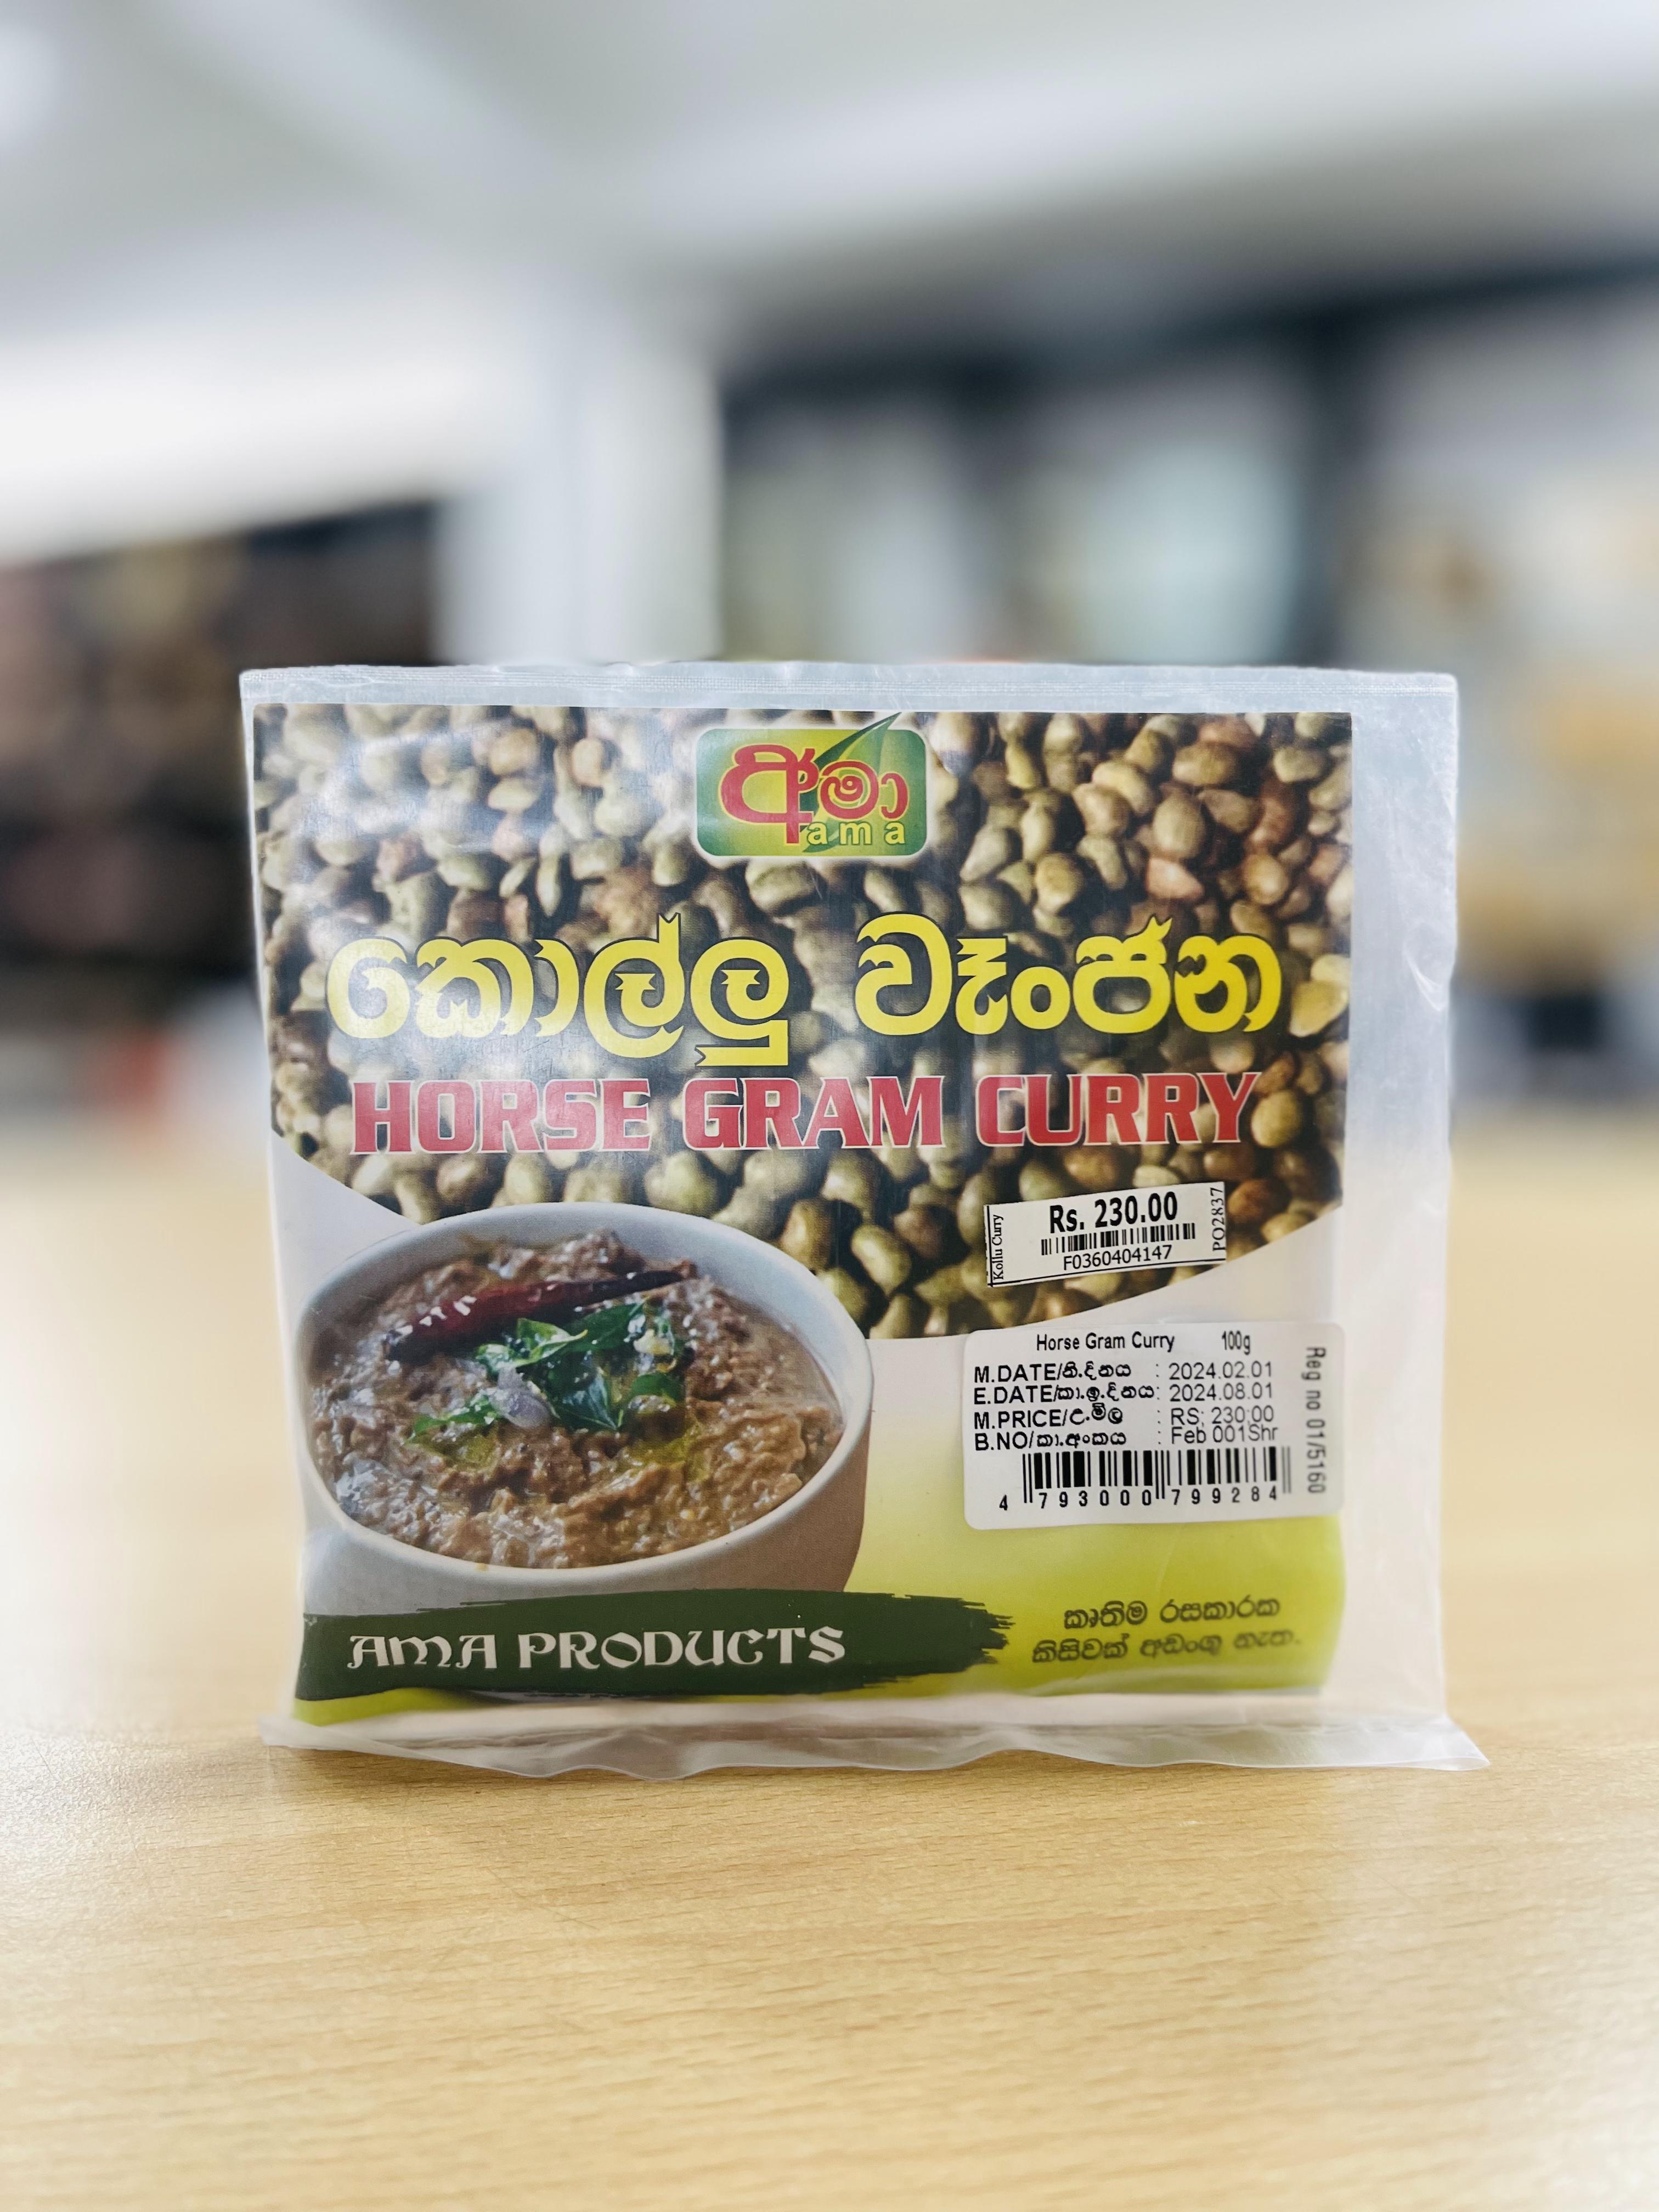 අමා
ama
කොල්ලු වෑංජන
HORSE GRAM CURRY
Kollu Curry
Rs. 230.00
F0360404147
PO2837
Horse Gram Curry 100g
M.DATE/නි.දිනය : 2024.02.01
E.DATE/කා.ඉ.දිනය: 2024.08.01
M.PRICE/උ.මිල : RS; 230.00
B.NO/කා.අංකය : Feb 001Shr
4 793000 799284
Reg no 01/5160
AMA PRODUCTS
කෘතිම රසකාරක
කිසිවක් අඩංගු නැත.